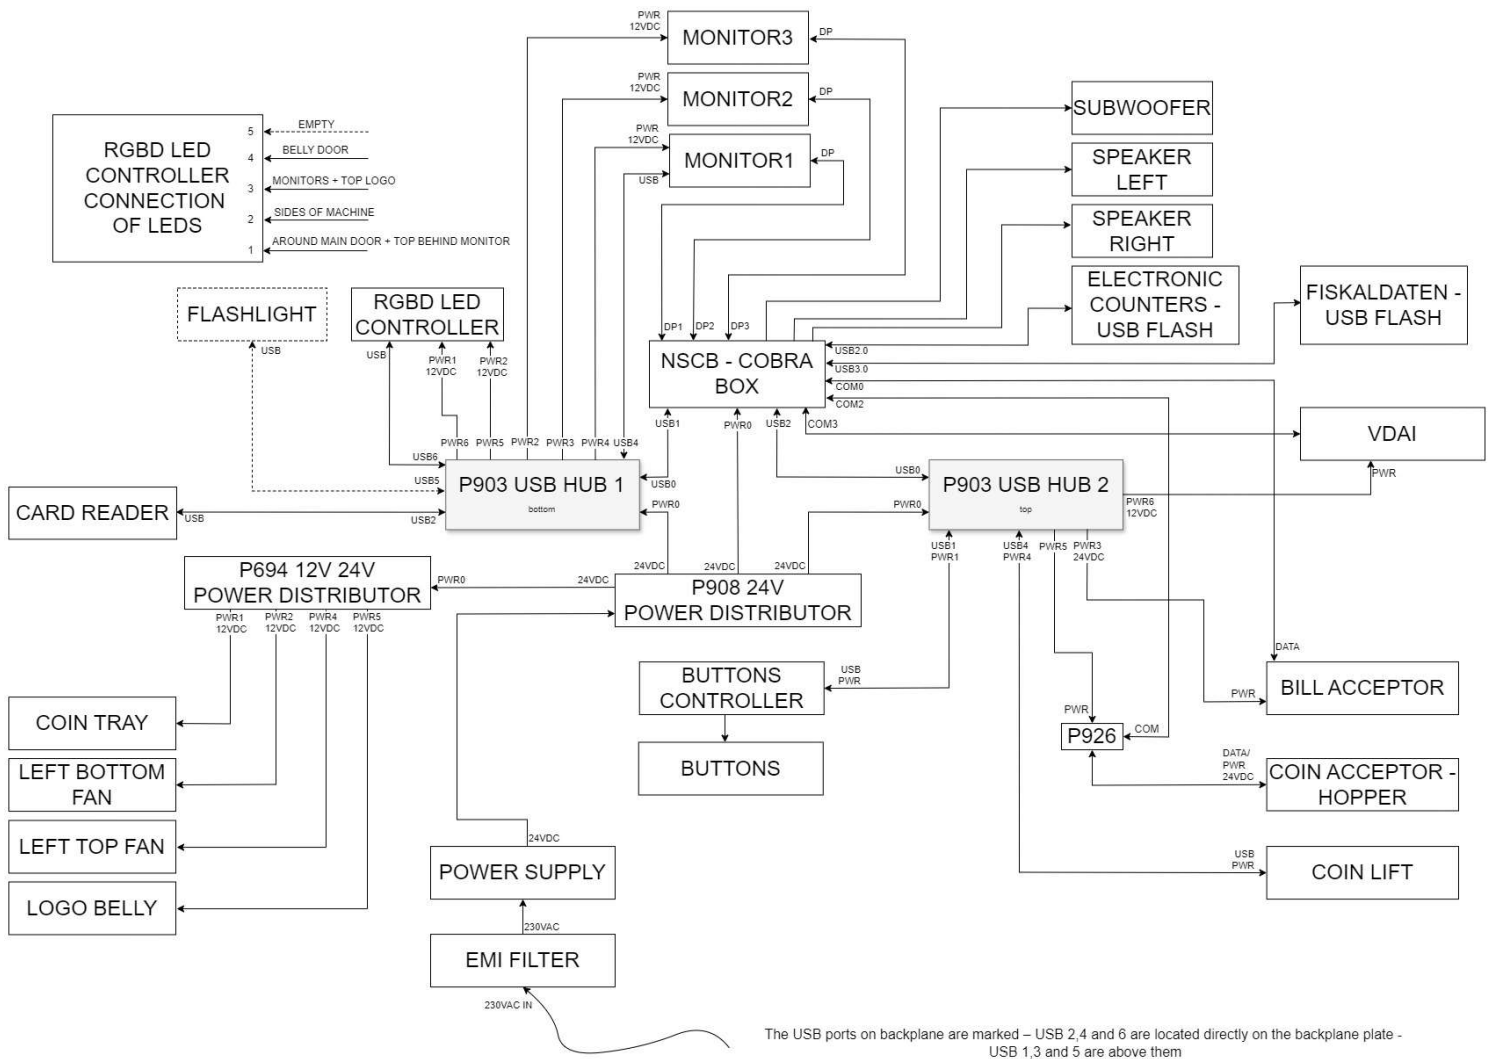 PWR
12VDC
MONITOR3
DP
PWR
12VDC
MONITOR2
DP
PWR
12VDC
MONITOR1
USB
DP
SUBWOOFER
SPEAKER
LEFT
SPEAKER
RIGHT
ELECTRONIC
COUNTERS -
USB FLASH
FISKALDATEN -
USB FLASH
RGBD LED
CONTROLLER
CONNECTION
OF LEDS
5 EMPTY
4 BELLY DOOR
3 MONITORS + TOP LOGO
2 SIDES OF MACHINE
1 AROUND MAIN DOOR + TOP BEHIND MONITOR
FLASHLIGHT
USB
RGBD LED
CONTROLLER
USB
PWR1
12VDC
PWR2
12VDC
DP1
DP2
DP3
NSCB - COBRA
BOX
USB2.0
USB3.0
COM0
COM2
COM3
USB1
PWR0
USB2
VDAI
PWR
PWR6
PWR5
PWR2
PWR3
PWR4
USB4
USB6
USB5
USB2
P903 USB HUB 1
bottom
USB0
PWR0
CARD READER
USB
USB0
PWR0
P903 USB HUB 2
top
PWR6
12VDC
USB1
PWR1
USB4
PWR4
PWR5
PWR3
24VDC
P694 12V 24V
POWER DISTRIBUTOR
PWR0
24VDC
24VDC
24VDC
24VDC
P908 24V
POWER DISTRIBUTOR
PWR1
12VDC
PWR2
12VDC
PWR4
12VDC
PWR5
12VDC
COIN TRAY
LEFT BOTTOM
FAN
LEFT TOP FAN
LOGO BELLY
BUTTONS
CONTROLLER
USB
PWR
BUTTONS
DATA
PWR
BILL ACCEPTOR
PWR
P926
COM
DATA/
PWR
24VDC
COIN ACCEPTOR -
HOPPER
USB
PWR
COIN LIFT
24VDC
POWER SUPPLY
230VAC
EMI FILTER
230VAC IN
The USB ports on backplane are marked – USB 2,4 and 6 are located directly on the backplane plate -
USB 1,3 and 5 are above them